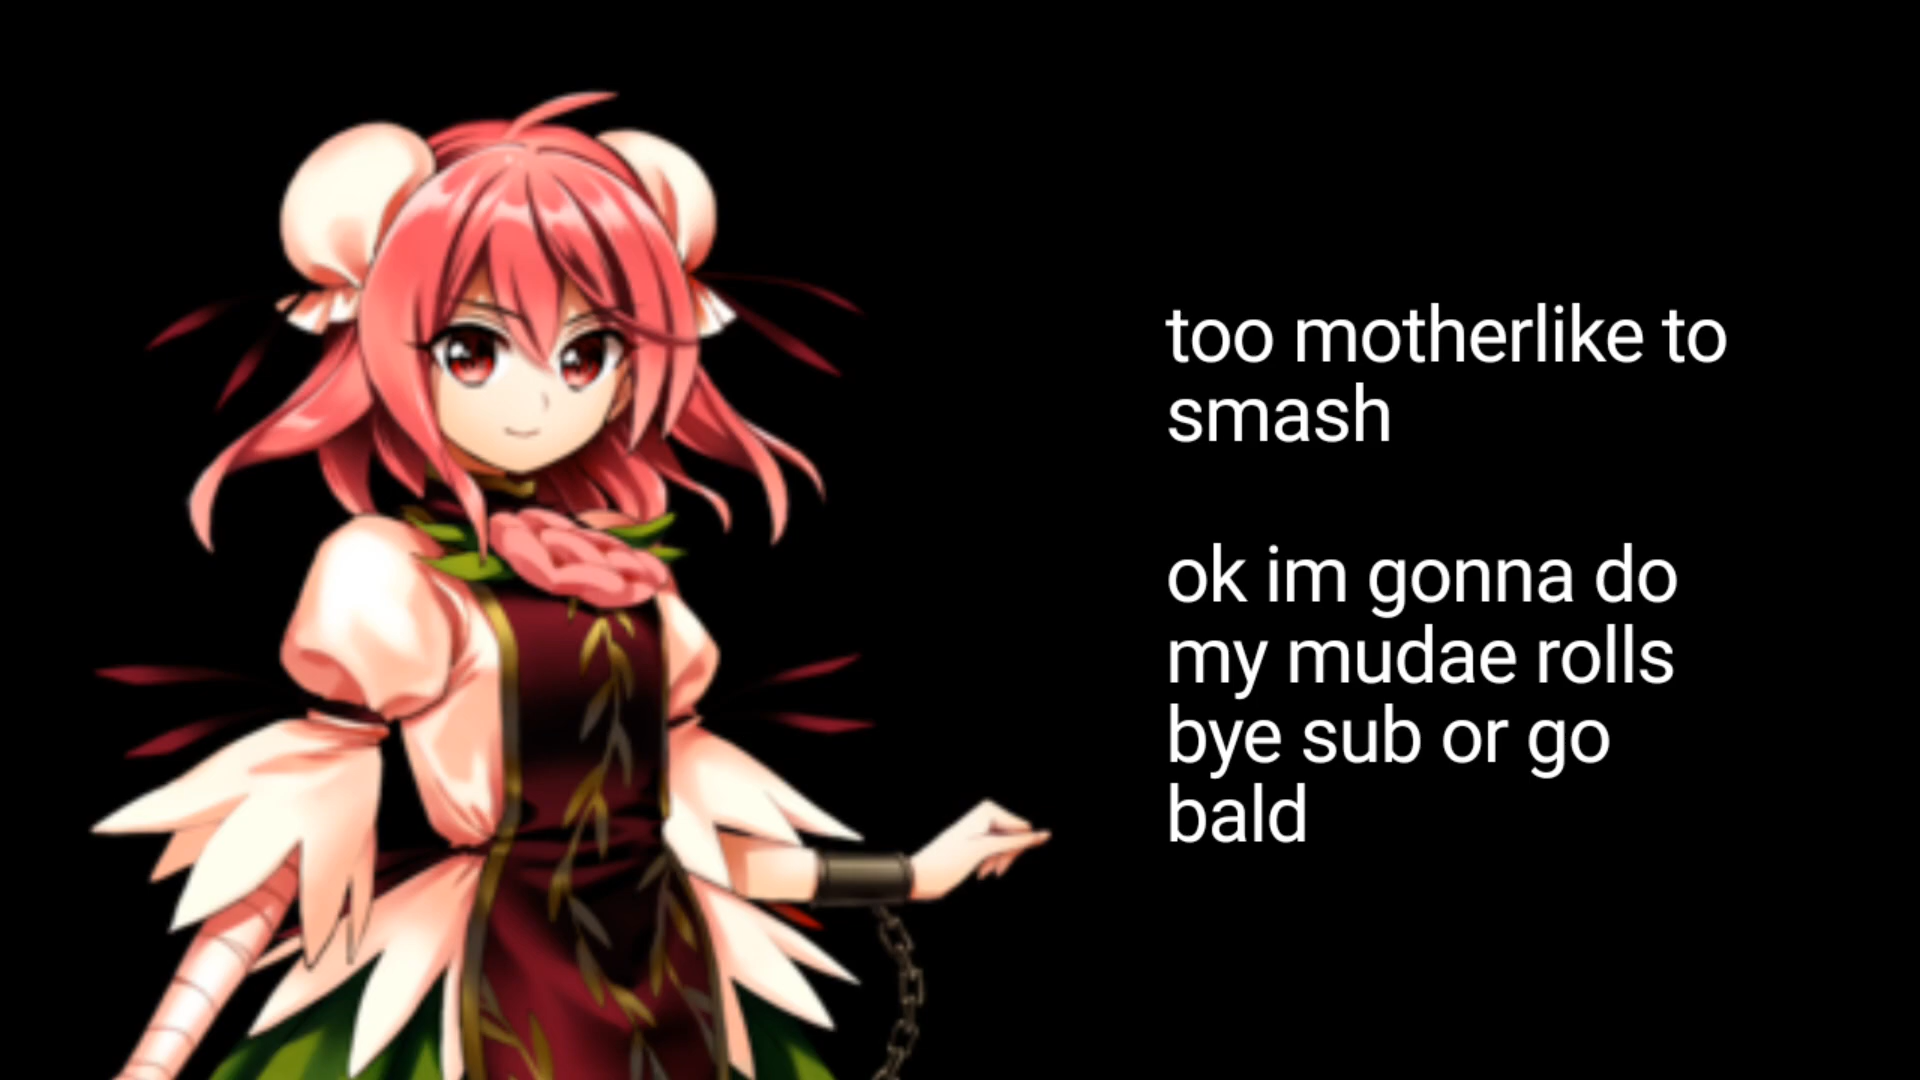 too motherlike to
smash
ok im gonna do
my mudae rolls
bye sub or go
bald